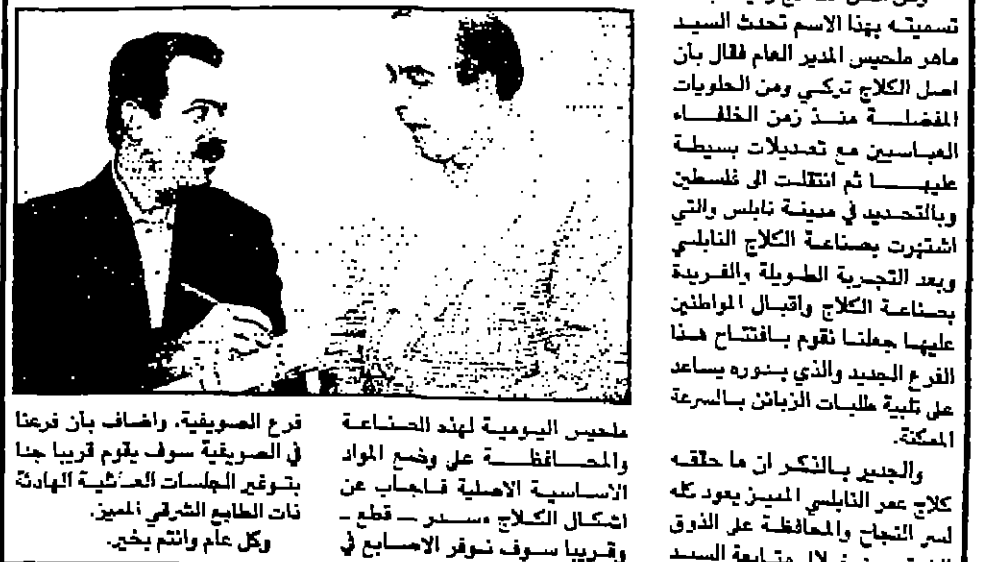 تسميته بهذا الاسم تحدث السيد
ماهر ملحيس المدير العام فقال بأن
اصل الكلاج تركي ومن الحلويات
المفضلة منذ زمن الخلفاء
العباسيين مع تعديلات بسيطة
عليها ثم انتقلت الى فلسطين
وبالتحديد في مدينة نابلس والتي
اشتهرت بصناعة الكلاج النابلسي
وبعد التجربة الطويلة والفريدة
بصناعة الكلاج واقبال المواطنين
عليها جعلنا نقوم بافتتاح هذا
الفرع الجديد والذي بدوره يساعد
على تلبية طلبات الزبائن بالسرعة
الممكنة.
والجدير بالذكر ان ما حققه
كلاج عمر النابلسي المميز يعود كله
لسر النجاح والمحافظة على الذوق
متابعة السيد
ملحيس اليومية لهذه الصناعة
والمحافظة على وضع المواد
الاساسية الاصلية فاجاب عن
اشكال الكلاج «سدر — قطع —
وقريبا سوف نوفر الاصابع في
فرع الصويفية. واضاف بأن فرعنا
في الصويفية سوف يقوم قريبا جدا
بتوفير الجلسات العائلية الهادئة
ذات الطابع الشرقي المميز.
وكل عام وانتم بخير.